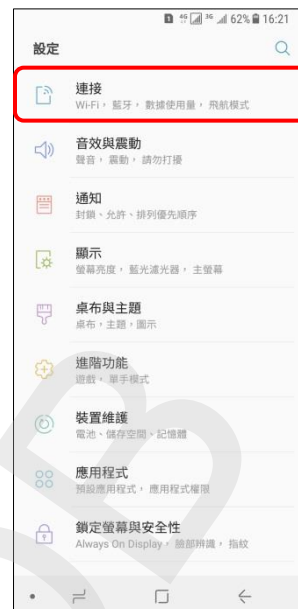 1 4G 3G 62% 16:21
設定
連接
Wi-Fi， 藍牙， 數據使用量， 飛航模式
音效與震動
聲音， 震動， 請勿打擾
通知
封鎖、允許、排列優先順序
顯示
螢幕亮度， 藍光濾光器， 主螢幕
桌布與主題
桌布，主題，圖示
進階功能
遊戲， 單手模式
裝置維護
電池、儲存空間、記憶體
應用程式
預設應用程式， 應用程式權限
鎖定螢幕與安全性
Always On Display， 臉部辨識， 指紋